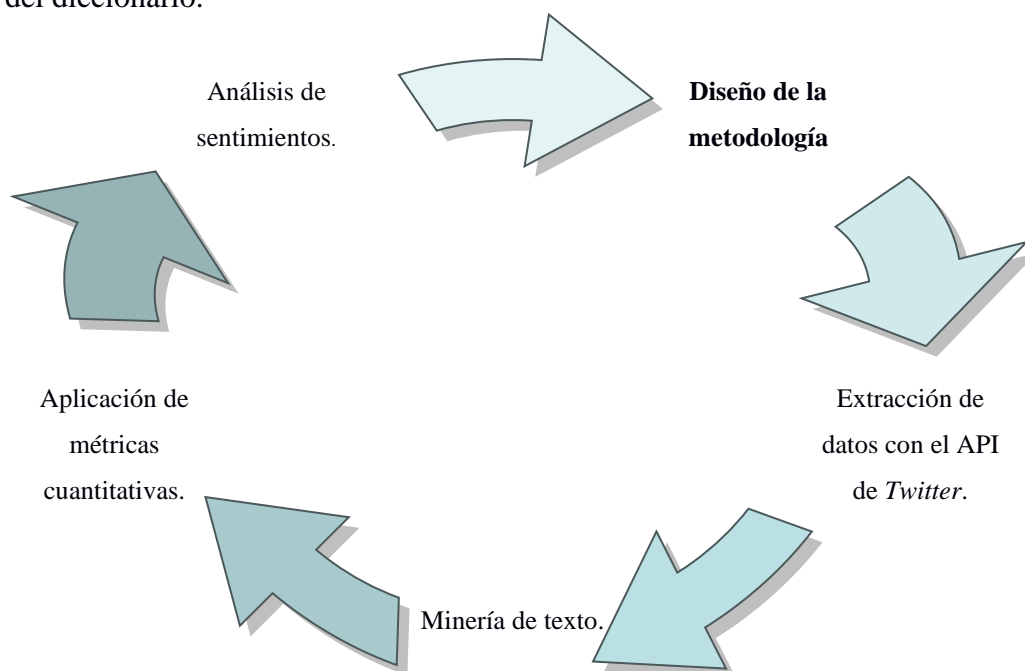 del diccionario.
Análisis de
sentimientos.
Diseño de la
metodología
Extracción de
datos con el API
de Twitter.
Minería de texto.
Aplicación de
métricas
cuantitativas.